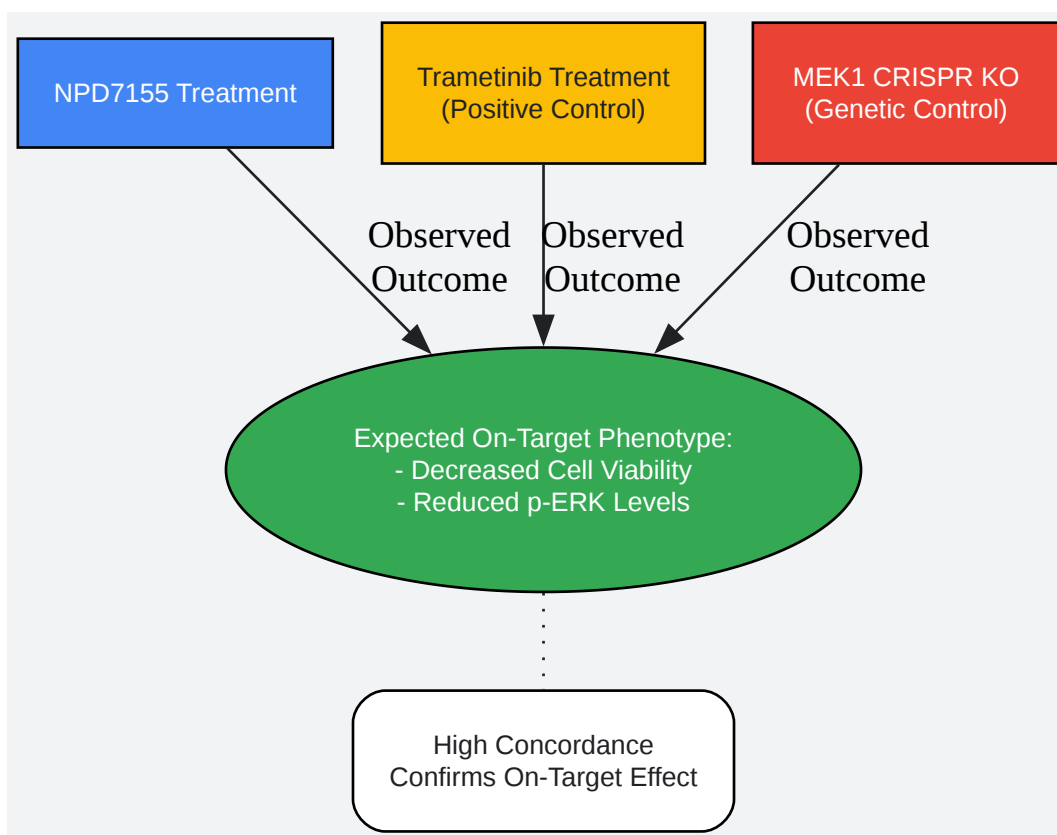 NPD7155 Treatment
Trametinib Treatment
(Positive Control)
MEK1 CRISPR KO
(Genetic Control)
Observed
Outcome
Observed
Outcome
Observed
Outcome
Expected On-Target Phenotype:
- Decreased Cell Viability
- Reduced p-ERK Levels
High Concordance
Confirms On-Target Effect